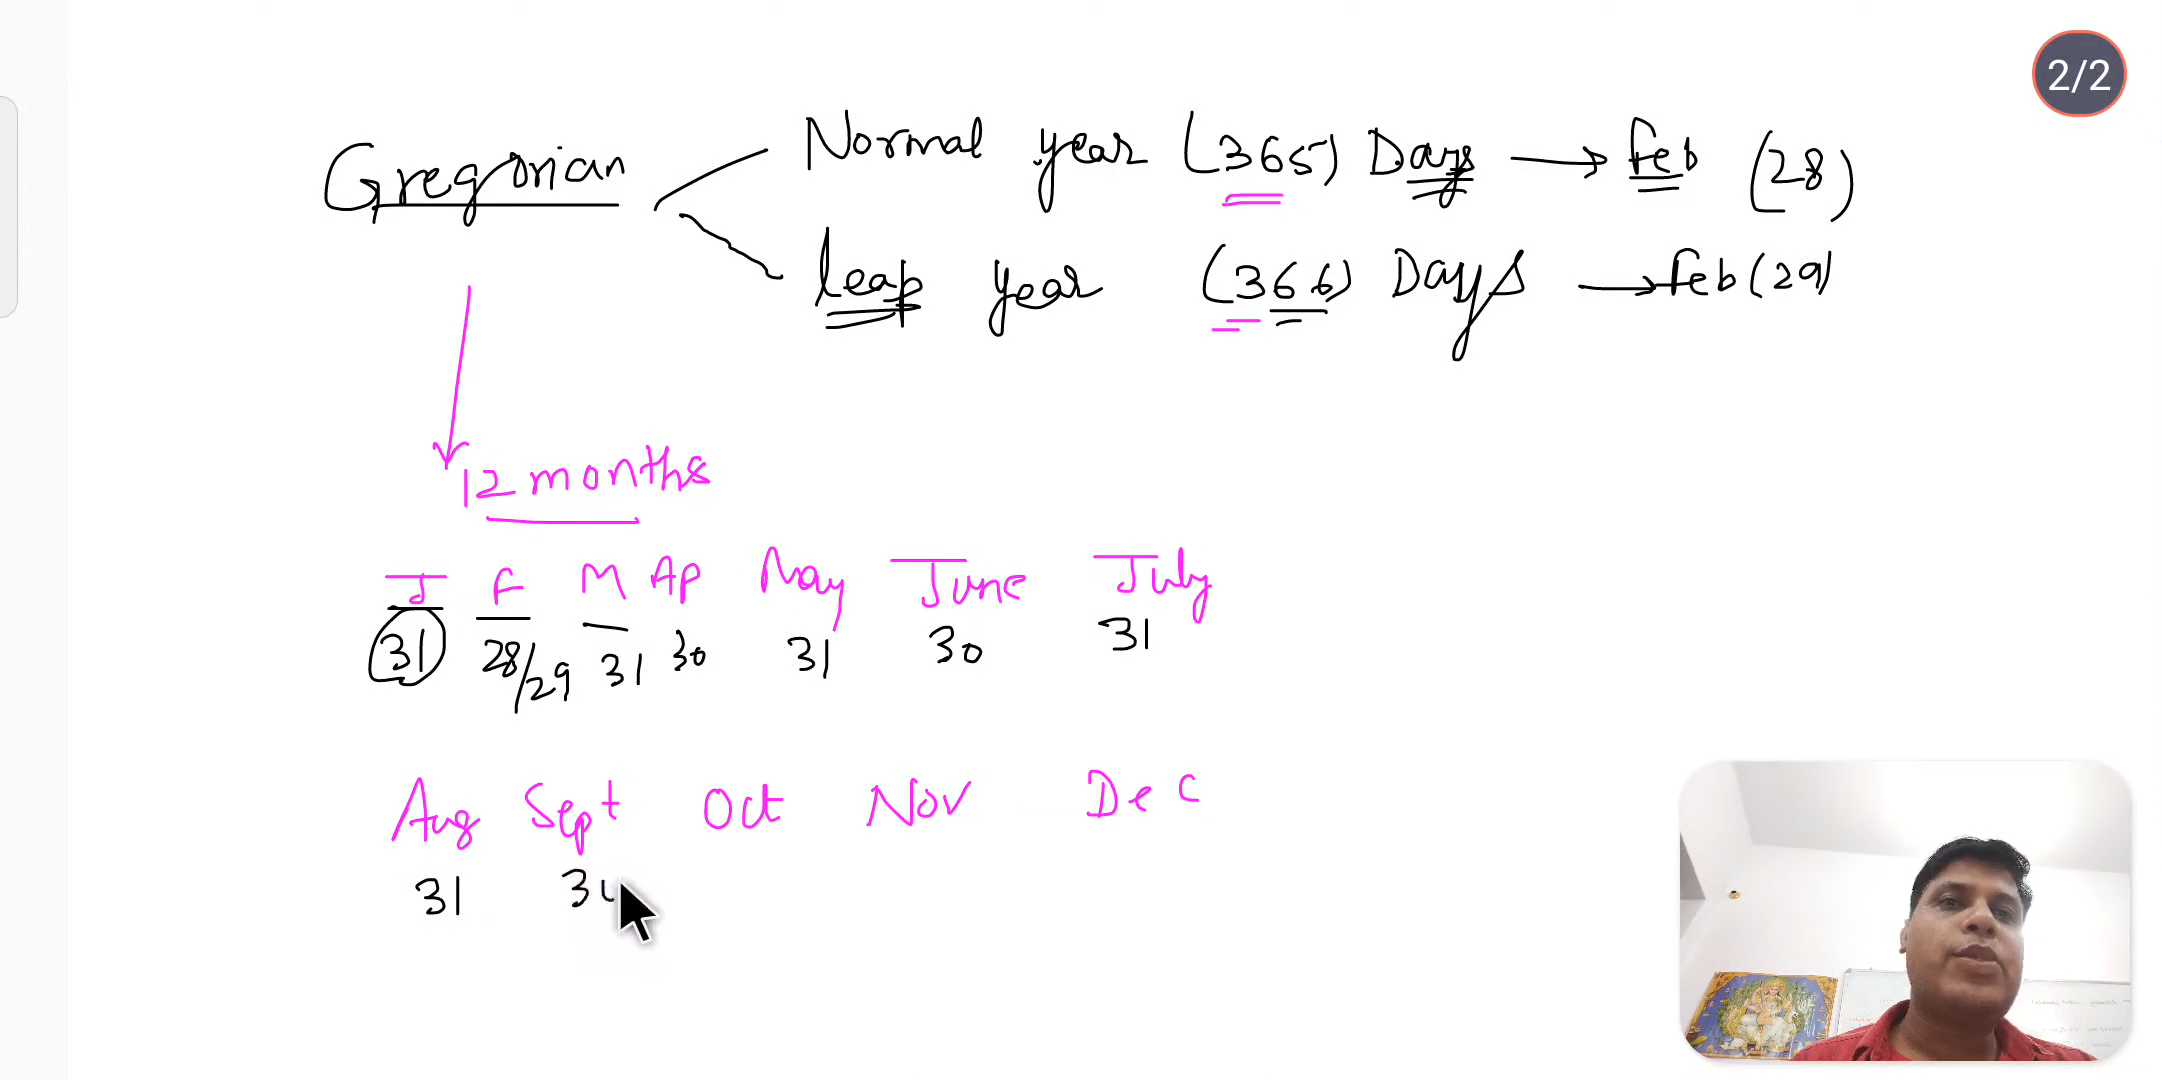 2/2
Gregorian
Normal year (365) Days → Feb (28)
leap year (366) Days → Feb (29)
12 months
J F M AP May June July
31 28/29 31 30 31 30 31
Aug Sept Oct Nov Dec
31